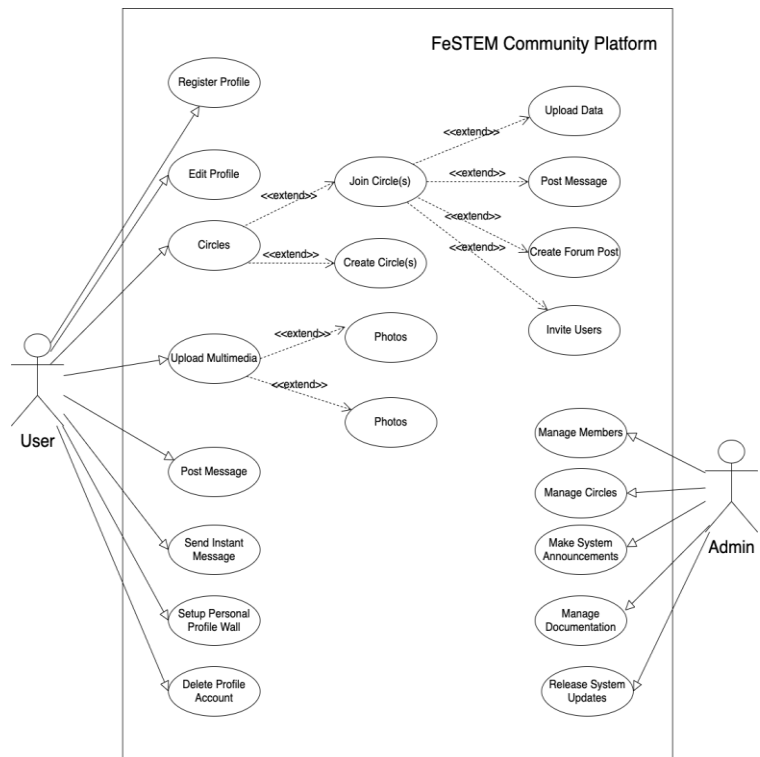 FeSTEM Community Platform
Register Profile
Upload Data
<<extend>>
Edit Profile
Join Circle(s)
<<extend>>
Post Message
<<extend>>
<<extend>>
Circles
<<extend>>
Create Forum Post
<<extend>>
Create Circle(s)
Invite Users
<<extend>>
Photos
Upload Multimedia
<<extend>>
Photos
User
Manage Members
Post Message
Manage Circles
Send Instant
Message
Make System
Announcements
Admin
Setup Personal
Profile Wall
Manage
Documentation
Delete Profile
Account
Release System
Updates